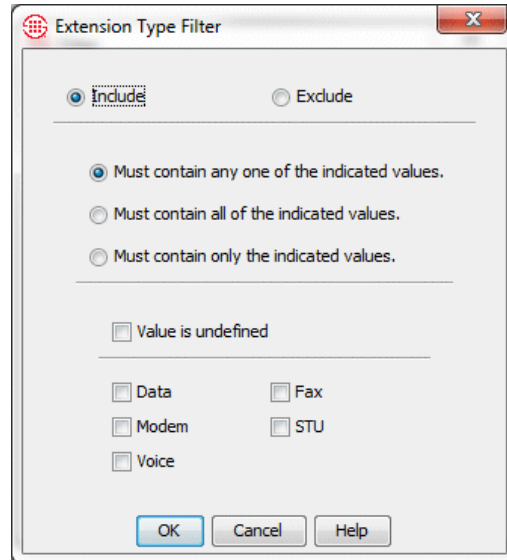 Extension Type Filter
Include Exclude
Must contain any one of the indicated values.
Must contain all of the indicated values.
Must contain only the indicated values.
Value is undefined
Data Fax
Modem STU
Voice
OK Cancel Help